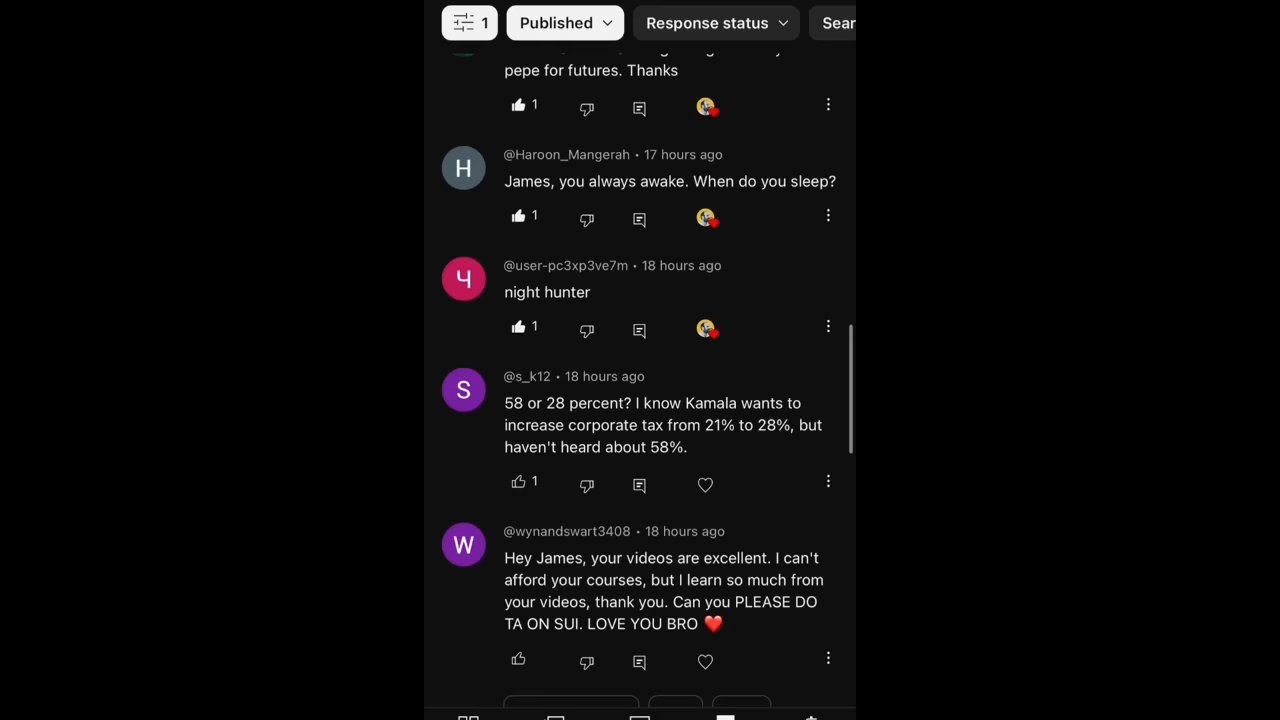 1
Published
Response status
Sear
pepe for futures. Thanks
1
H
@Haroon_Mangerah • 17 hours ago
James, you always awake. When do you sleep?
1
Ч
@user-pc3xp3ve7m • 18 hours ago
night hunter
1
S
@s_k12 • 18 hours ago
58 or 28 percent? I know Kamala wants to
increase corporate tax from 21% to 28%, but
haven't heard about 58%.
1
W
@wynandswart3408 • 18 hours ago
Hey James, your videos are excellent. I can't
afford your courses, but I learn so much from
your videos, thank you. Can you PLEASE DO
TA ON SUI. LOVE YOU BRO ❤️